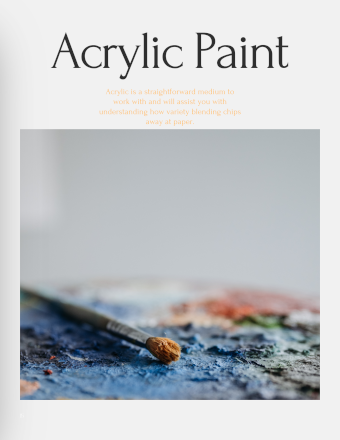 Acrylic Paint
Acrylic is a straightforward medium to
work with and will assist you with
understanding how variety blending chips
away at paper.